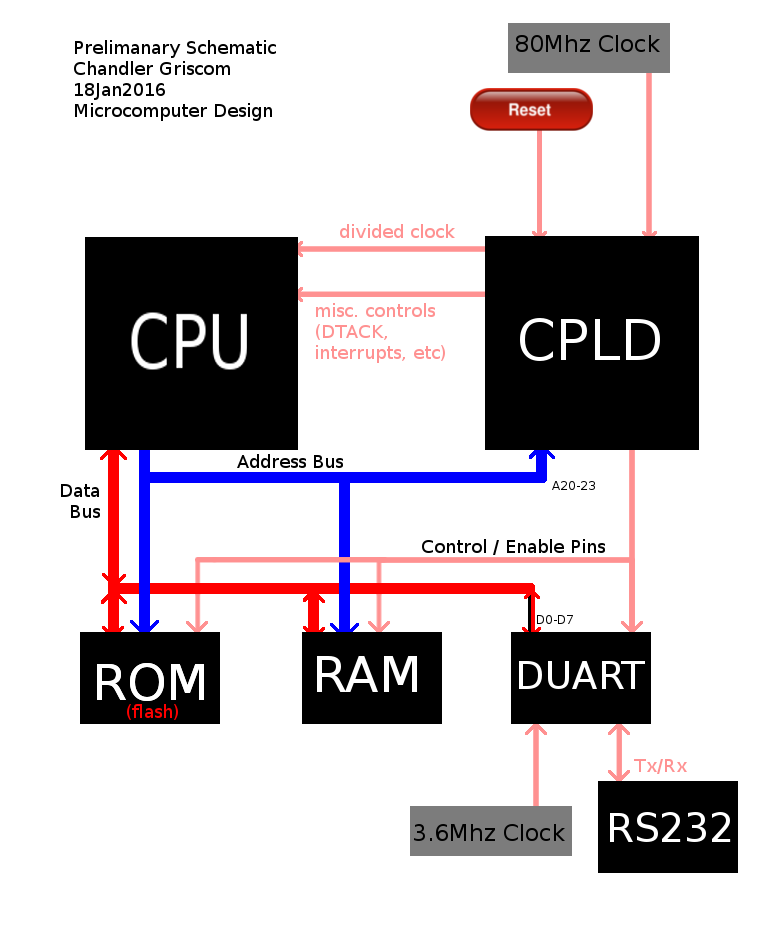 Prelimanary Schematic
Chandler Griscom
18Jan2016
Microcomputer Design
80Mhz Clock
Reset
divided clock
misc. controls
(DTACK,
interrupts, etc)
CPU
CPLD
Address Bus
Data
Bus
A20-23
Control / Enable Pins
D0-D7
ROM
(flash)
RAM
DUART
Tx/Rx
3.6Mhz Clock
RS232